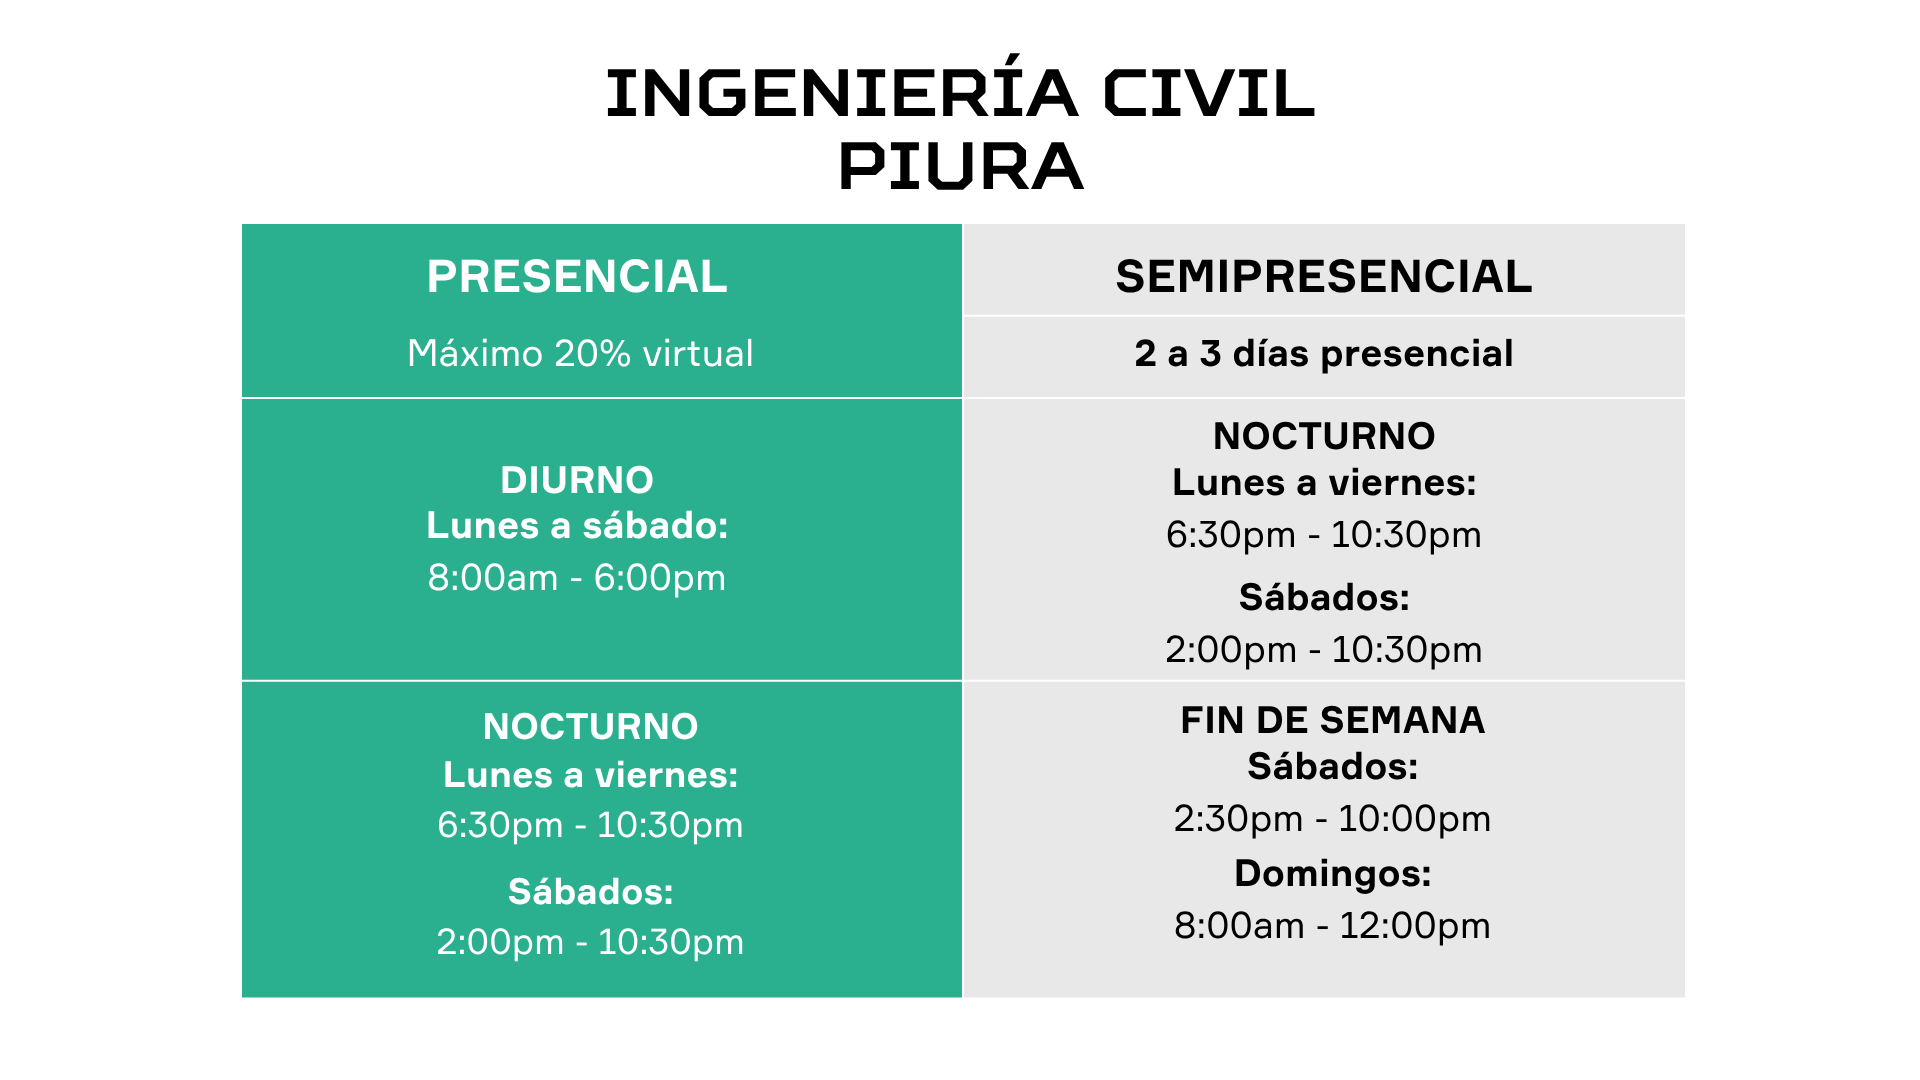 INGENIERÍA CIVIL
PIURA
PRESENCIAL
Máximo 20% virtual
DIURNO
Lunes a sábado:
8:00am - 6:00pm
NOCTURNO
Lunes a viernes:
6:30pm - 10:30pm
Sábados:
2:00pm - 10:30pm
SEMIPRESENCIAL
2 a 3 días presencial
NOCTURNO
Lunes a viernes:
6:30pm - 10:30pm
Sábados:
2:00pm - 10:30pm
FIN DE SEMANA
Sábados:
2:30pm - 10:00pm
Domingos:
8:00am - 12:00pm